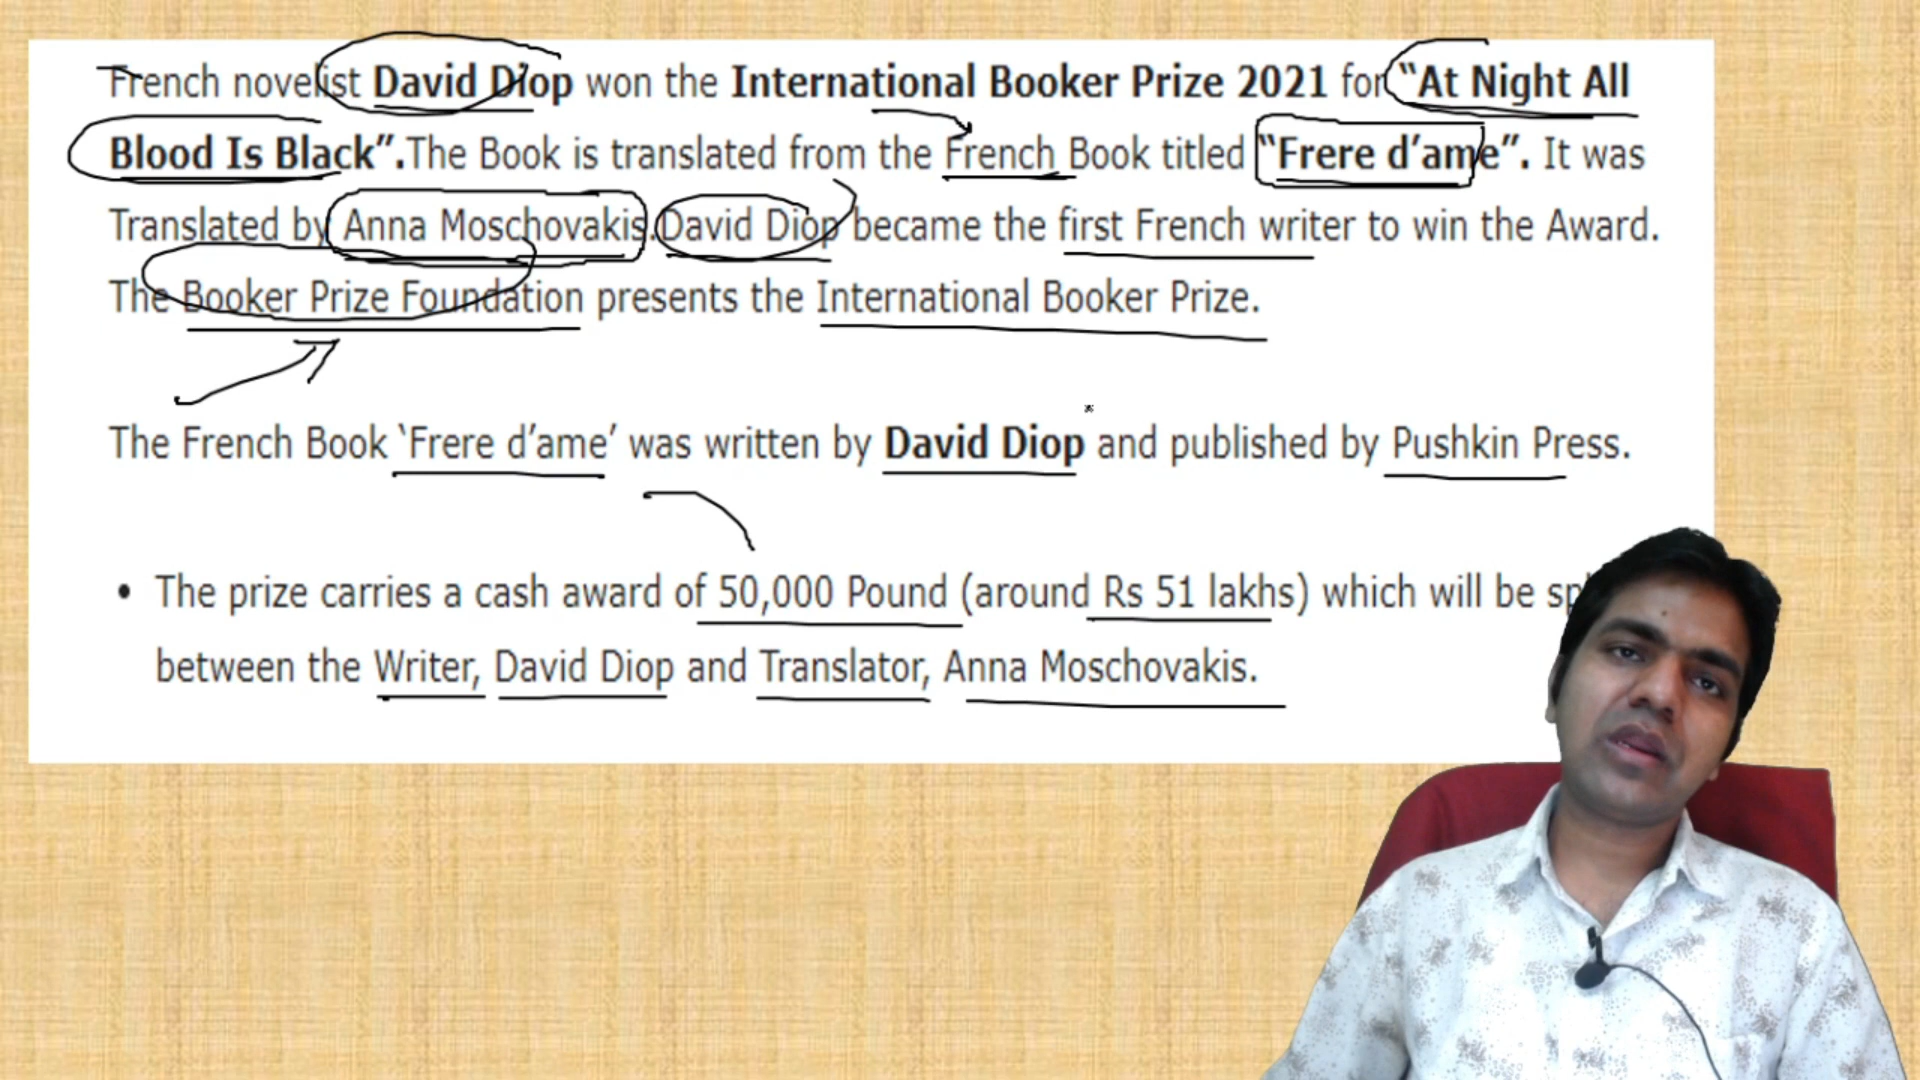 French novelist David Diop won the International Booker Prize 2021 for “At Night All
Blood Is Black”.The Book is translated from the French Book titled “Frere d’ame”. It was
Translated by Anna Moschovakis.David Diop became the first French writer to win the Award.
The Booker Prize Foundation presents the International Booker Prize.
The French Book ‘Frere d’ame’ was written by David Diop and published by Pushkin Press.
• The prize carries a cash award of 50,000 Pound (around Rs 51 lakhs) which will be
between the Writer, David Diop and Translator, Anna Moschovakis.